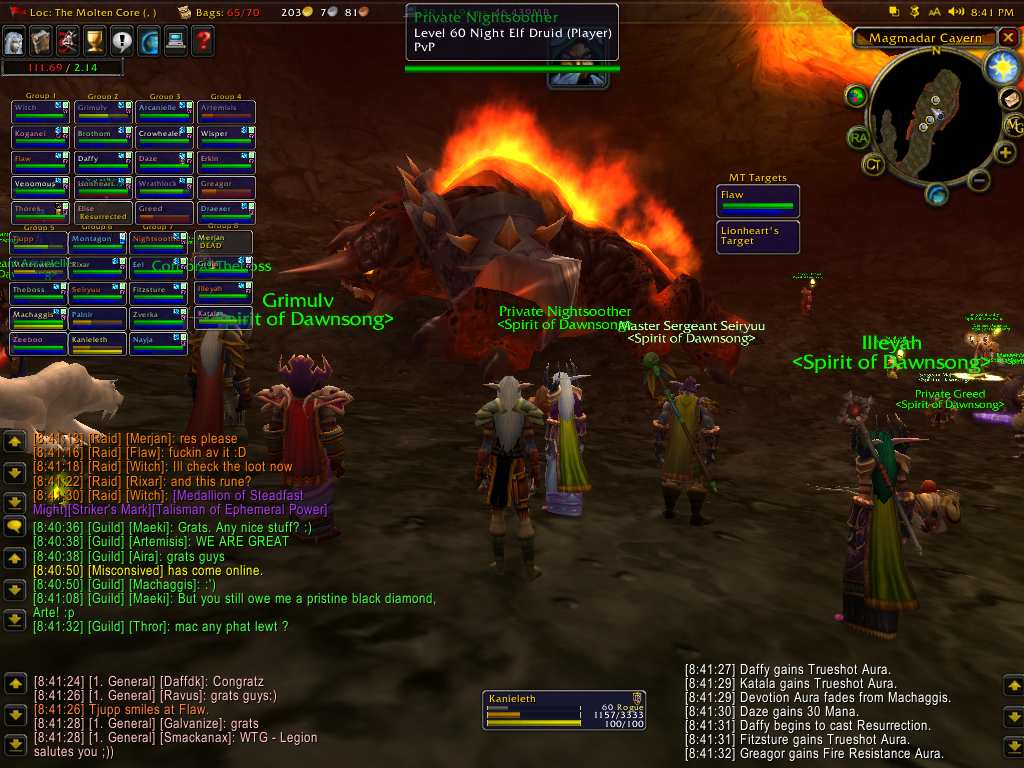 Loc: The Molten Core (, )
Bags: 65/70
203 7 81
8:41 PM
Private Nightsoother
Level 60 Night Elf Druid (Player)
PvP
Magmadar Cavern
N
111.69 / 2.14
RA
CT
Group 1 Group 2 Group 3 Group 4
Witch Grimulv Arcanielle Artemisis
Koganei Brothom Crowhealer Wisper
Flaw Daffy Daze Erkin
Venomous Lionheart Wrathlock Greagor
Thores Elise Greed Draexer
Resurrected
Group 5 Group 6
Tjupp Montagon Nightsoother Merjan
DEAD
Rixar Eel
Theboss Seiryuu Fitzsture Illeyah
Machaggis Palnir Zverka Katala
Zeeboo Kanieleth Nayja
MT Targets
Flaw
Lionheart's
Target
Grimulv
Spirit of Dawnsong>
Private Nightsoother
<Spirit of Dawnsong>
Master Sergeant Seiryuu
<Spirit of Dawnsong>
Illeyah
<Spirit of Dawnsong>
Private Greed
<Spirit of Dawnsong>
[Raid] [Merjan]: res please
[8:41:16] [Raid] [Flaw]: fuckin av it :D
[8:41:18] [Raid] [Witch]: Ill check the loot now
[8:41:22] [Raid] [Rixar]: and this rune?
[8:41:30] [Raid] [Witch]: [Medallion of Steadfast
Might][Striker's Mark][Talisman of Ephemeral Power]
[8:40:36] [Guild] [Maeki]: Grats. Any nice stuff? :)
[8:40:38] [Guild] [Artemisis]: WE ARE GREAT
[8:40:38] [Guild] [Aira]: grats guys
[8:40:50] [Misconsived] has come online.
[8:40:50] [Guild] [Machaggis]: :')
[8:41:08] [Guild] [Maeki]: But you still owe me a pristine black diamond,
Arte! :p
[8:41:32] [Guild] [Thror]: mac any phat lewt ?
[8:41:24] [1. General] [Daffdk]: Congratz
[8:41:26] [1. General] [Ravus]: grats guys:)
[8:41:26] Tjupp smiles at Flaw.
[8:41:28] [1. General] [Galvanize]: grats
[8:41:28] [1. General] [Smackanax]: WTG - Legion
salutes you ;))
Kanieleth
60 Rogue
1157/3333
100/100
[8:41:27] Daffy gains Trueshot Aura.
[8:41:29] Katala gains Trueshot Aura.
[8:41:29] Devotion Aura fades from Machaggis.
[8:41:30] Daze gains 30 Mana.
[8:41:31] Daffy begins to cast Resurrection.
[8:41:31] Fitzsture gains Trueshot Aura.
[8:41:32] Greagor gains Fire Resistance Aura.